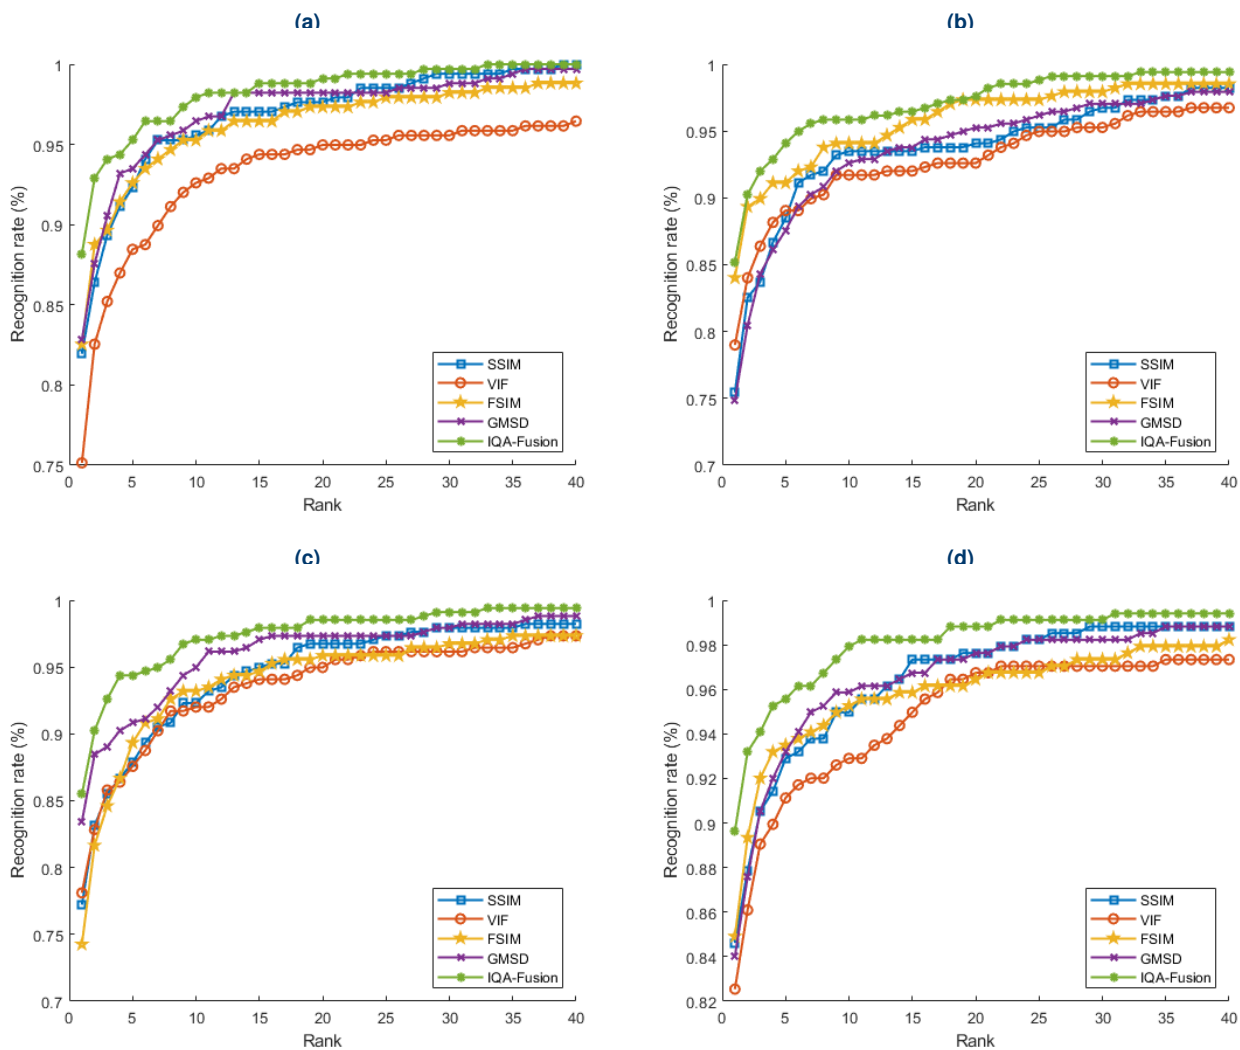 (a)
1
0.95
0.9
0.85
0.8
0.75
0 5 10 15 20 25 30 35 40
Recognition rate (%)
Rank
SSIM
VIF
FSIM
GMSD
IQA-Fusion
(b)
1
0.95
0.9
0.85
0.8
0.75
0.7
0 5 10 15 20 25 30 35 40
Recognition rate (%)
Rank
SSIM
VIF
FSIM
GMSD
IQA-Fusion
(c)
1
0.95
0.9
0.85
0.8
0.75
0.7
0 5 10 15 20 25 30 35 40
Recognition rate (%)
Rank
SSIM
VIF
FSIM
GMSD
IQA-Fusion
(d)
1
0.98
0.96
0.94
0.92
0.9
0.88
0.86
0.84
0.82
0 5 10 15 20 25 30 35 40
Recognition rate (%)
Rank
SSIM
VIF
FSIM
GMSD
IQA-Fusion